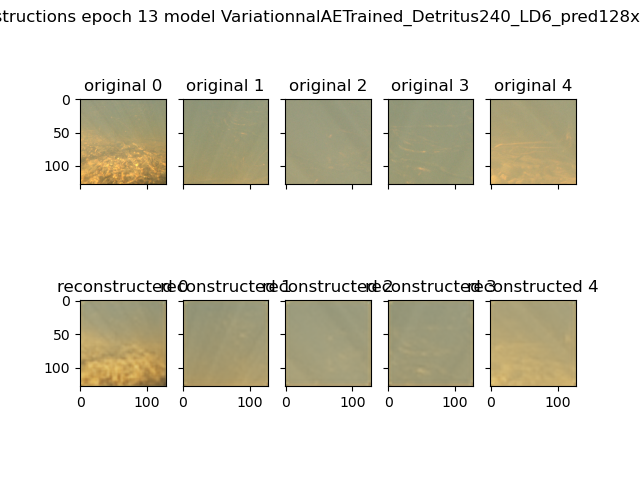 structions epoch 13 model VariationnalAETrained_Detritus240_LD6_pred128x
original 0 original 1 original 2 original 3 original 4
0
50
100
reconstructed 0 reconstructed 1 reconstructed 2 reconstructed 3 reconstructed 4
0
50
100
0 100 0 100 0 100 0 100 0 100